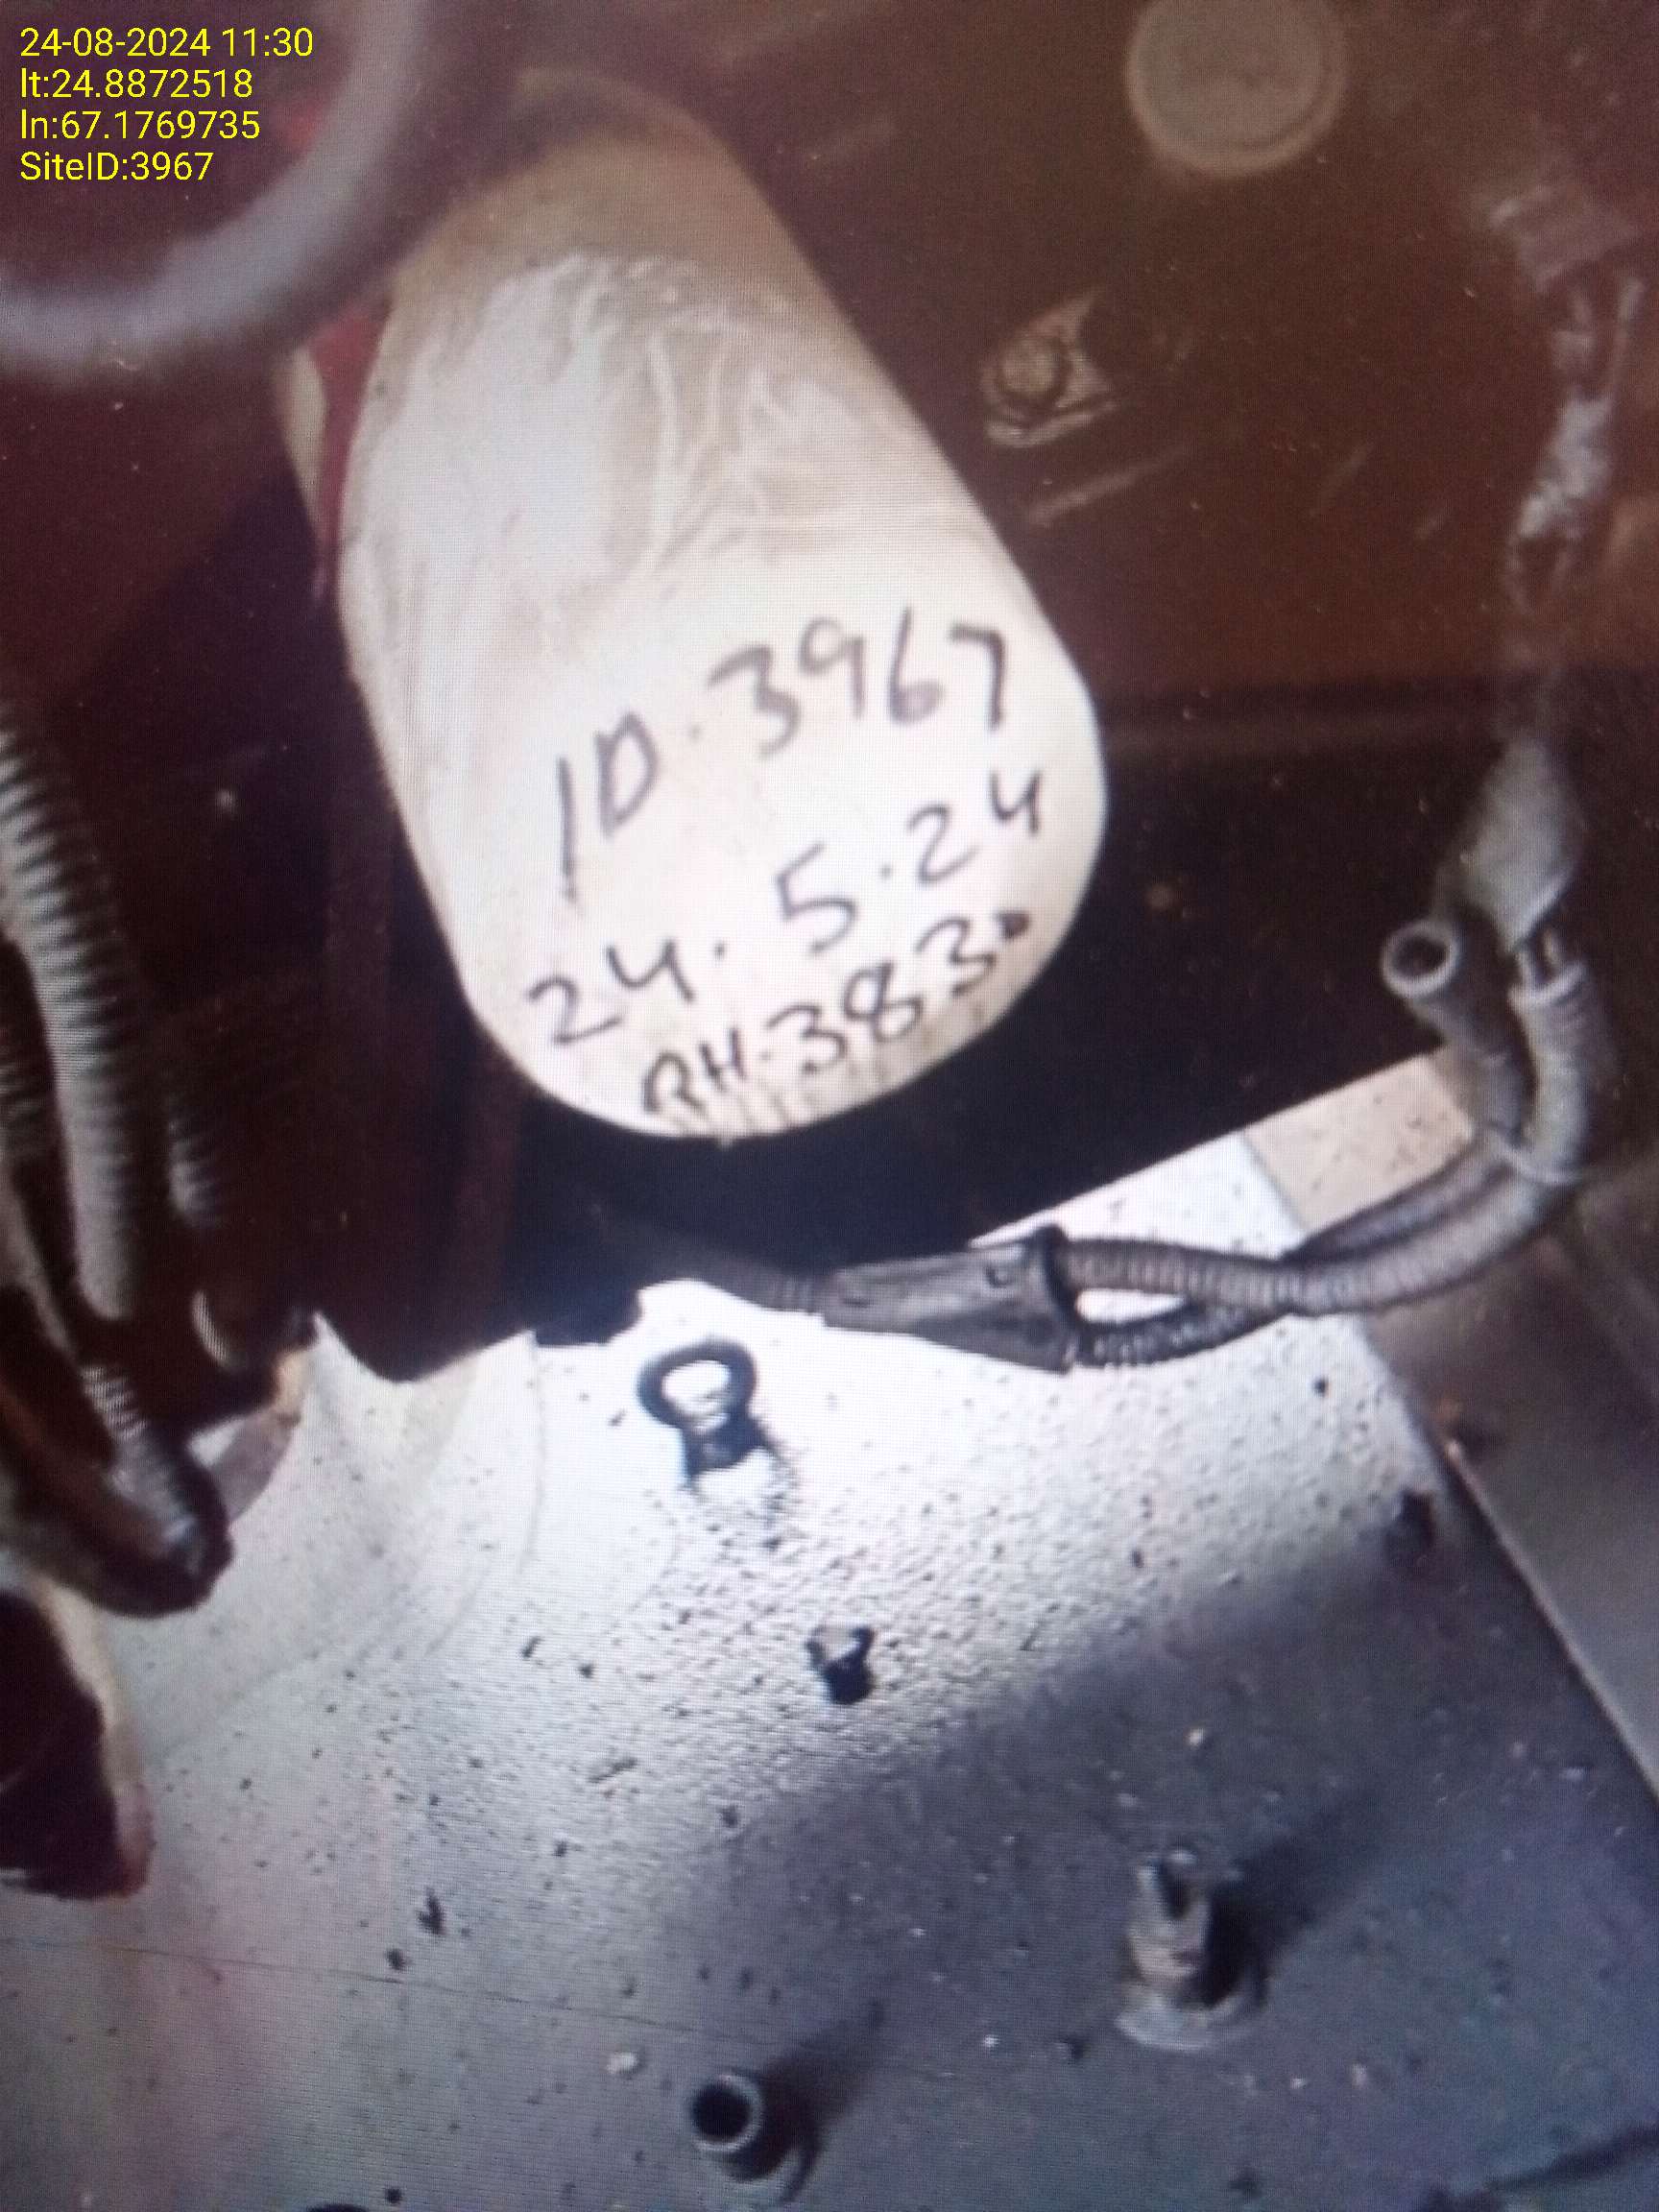 24-08-2024 11:30
lt:24.8872518
ln:67.1769735
SiteID:3967
ID.3967
24.5.24
RH.383